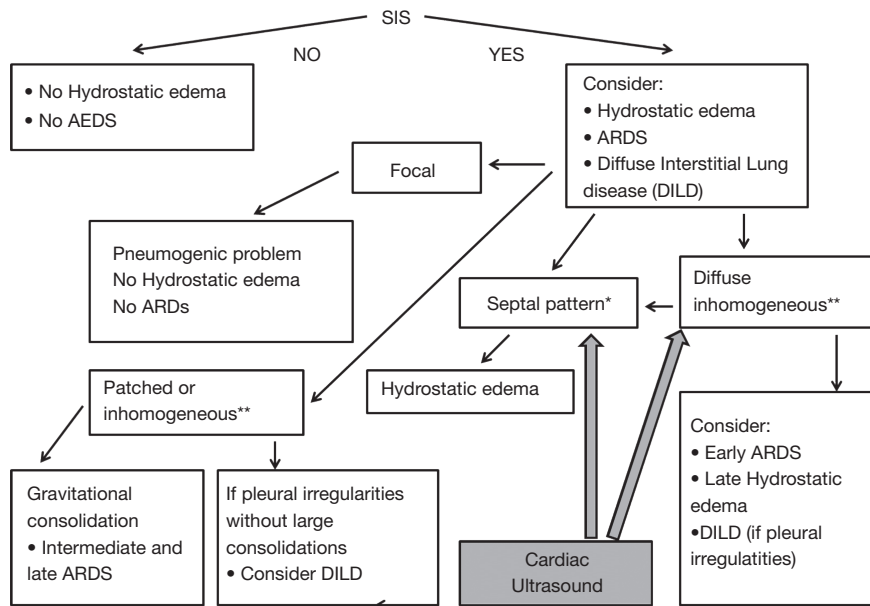 SIS
NO
YES
• No Hydrostatic edema
• No AEDS
Consider:
• Hydrostatic edema
• ARDS
• Diffuse Interstitial Lung
disease (DILD)
Focal
Pneumogenic problem
No Hydrostatic edema
No ARDs
Septal pattern*
Diffuse
inhomogeneous**
Hydrostatic edema
Patched or
inhomogeneous**
Consider:
• Early ARDS
• Late Hydrostatic
edema
•DILD (if pleural
irregulatities)
Gravitational
consolidation
• Intermediate and
late ARDS
If pleural irregularities
without large
consolidations
• Consider DILD
Cardiac
Ultrasound